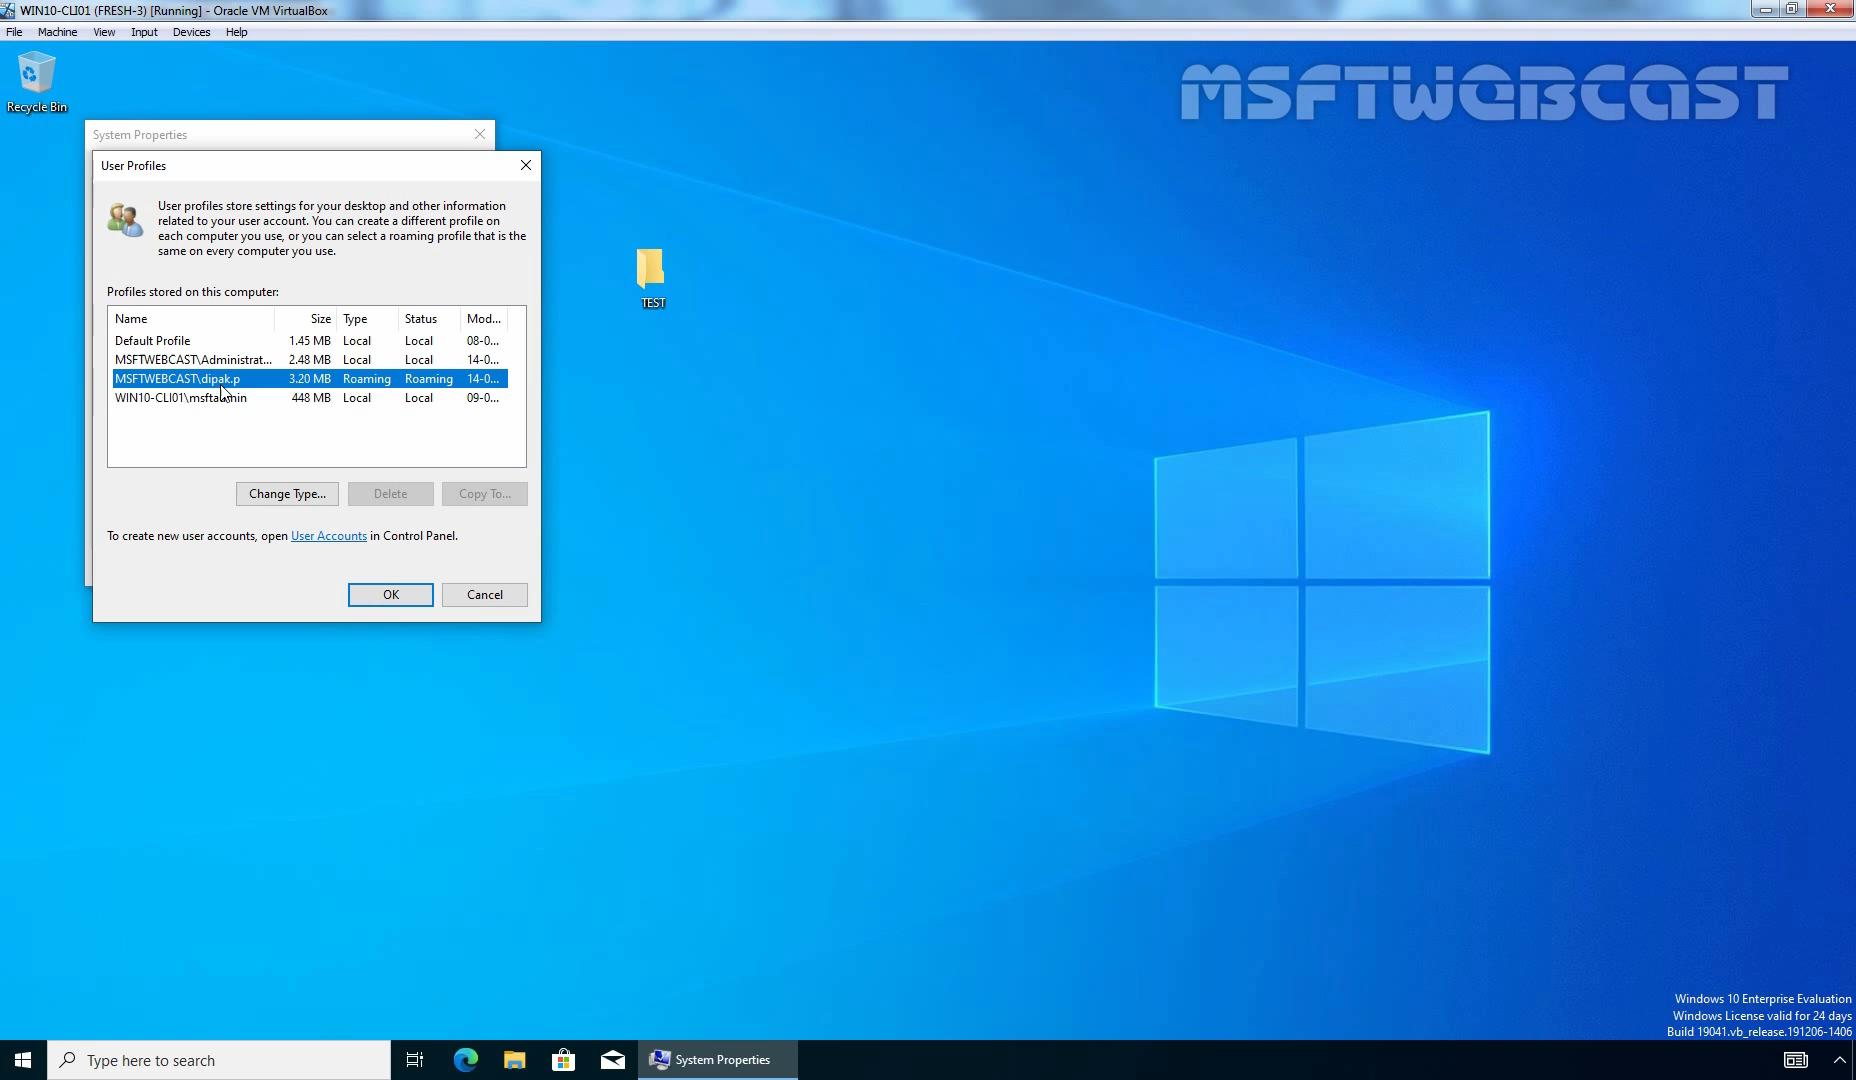 WIN10-CLI01 (FRESH-3) [Running] - Oracle VM VirtualBox
File Machine View Input Devices Help
Recycle Bin
MSFTWEBCAST
System Properties
User Profiles
User profiles store settings for your desktop and other information
related to your user account. You can create a different profile on
each computer you use, or you can select a roaming profile that is the
same on every computer you use.
TEST
Profiles stored on this computer:
Name Size Type Status Mod...
Default Profile 1.45 MB Local Local 08-0...
MSFTWEBCAST\Administrat... 2.48 MB Local Local 14-0...
MSFTWEBCAST\dipak.p 3.20 MB Roaming Roaming 14-0...
WIN10-CLI01\msftadmin 448 MB Local Local 09-0...
Change Type... Delete Copy To...
To create new user accounts, open User Accounts in Control Panel.
OK Cancel
Windows 10 Enterprise Evaluation
Windows License valid for 24 days
Build 19041.vb_release.191206-1406
Type here to search
System Properties